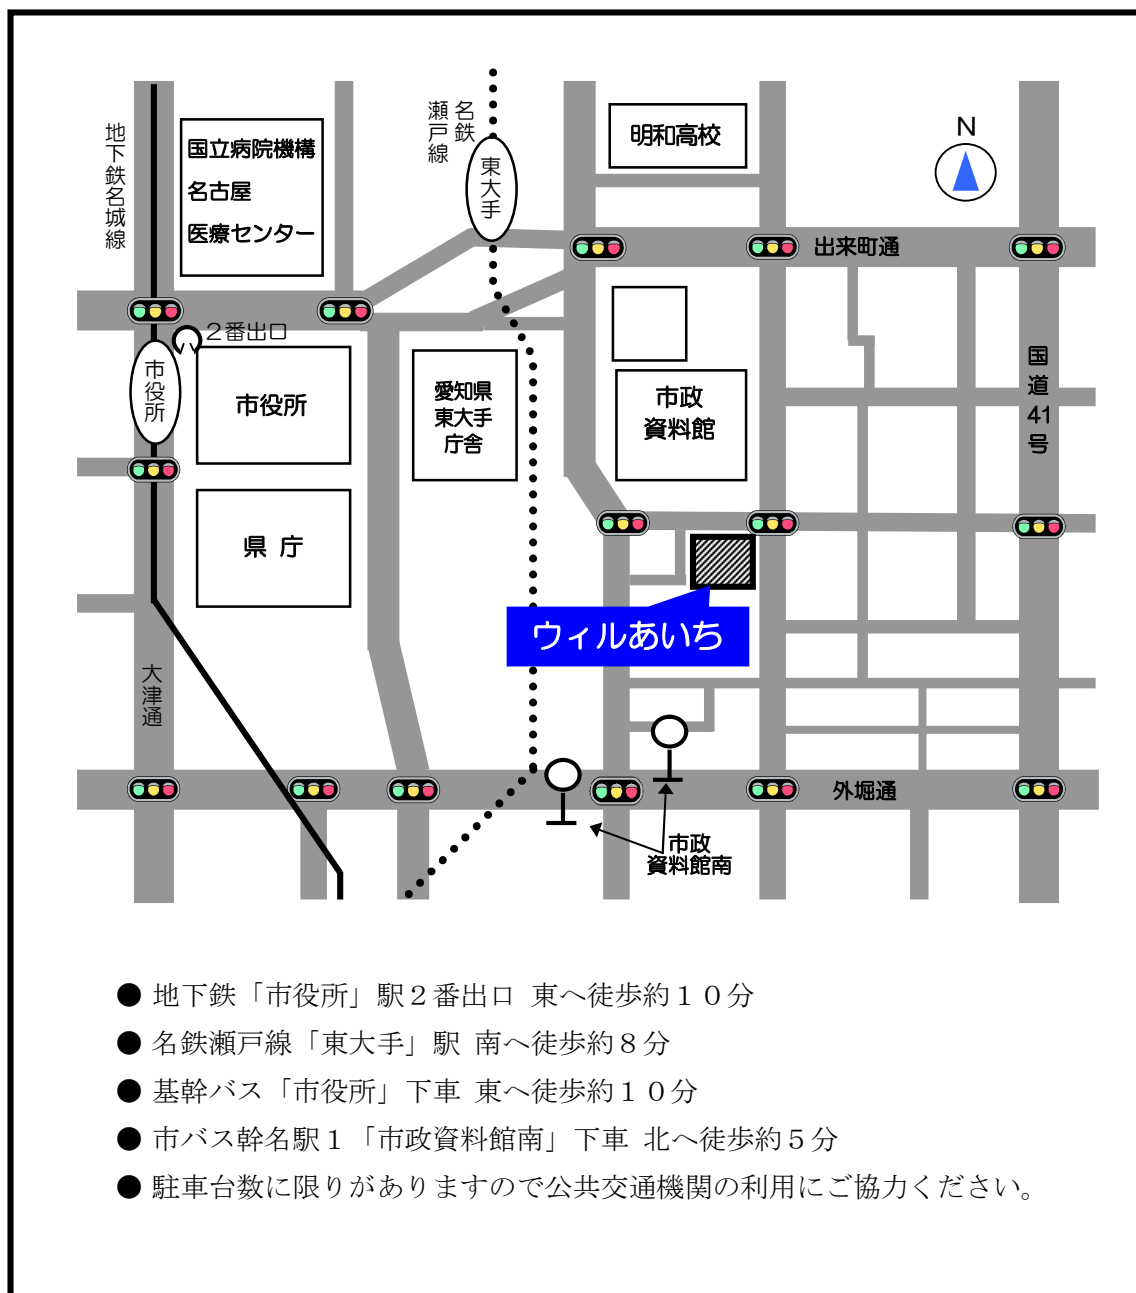 地下鉄名城線
国立病院機構
名古屋
医療センター
名鉄
瀬戸線
東大手
明和高校
N
出来町通
2番出口
市役所
市役所
愛知県
東大手
庁舎
市政
資料館
国道41号
県 庁
ウィルあいち
大津通
外堀通
市政
資料館南
● 地下鉄「市役所」駅２番出口 東へ徒歩約１０分
● 名鉄瀬戸線「東大手」駅 南へ徒歩約８分
● 基幹バス「市役所」下車 東へ徒歩約１０分
● 市バス幹名駅１「市政資料館南」下車 北へ徒歩約５分
● 駐車台数に限りがありますので公共交通機関の利用にご協力ください。